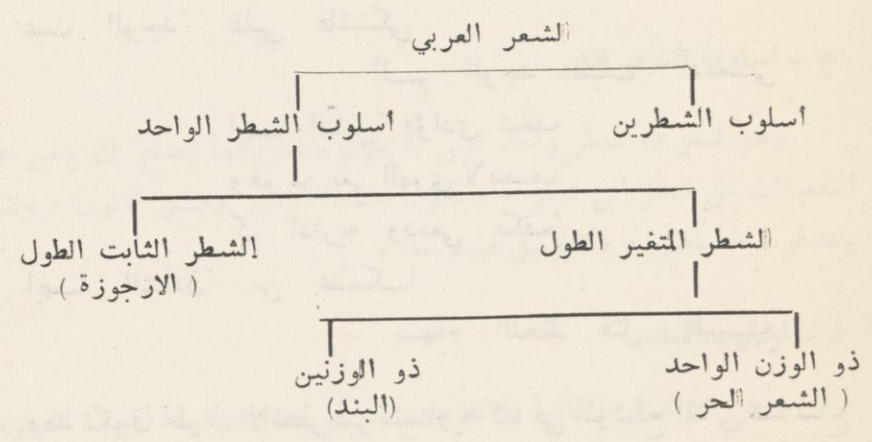 الشعر العربي
أسلوب الشطرين
أسلوب الشطر الواحد
الشطر المتغير الطول
الشطر الثابت الطول
( الارجوزة )
ذو الوزن الواحد
( الشعر الحر )
ذو الوزنين
(البند)